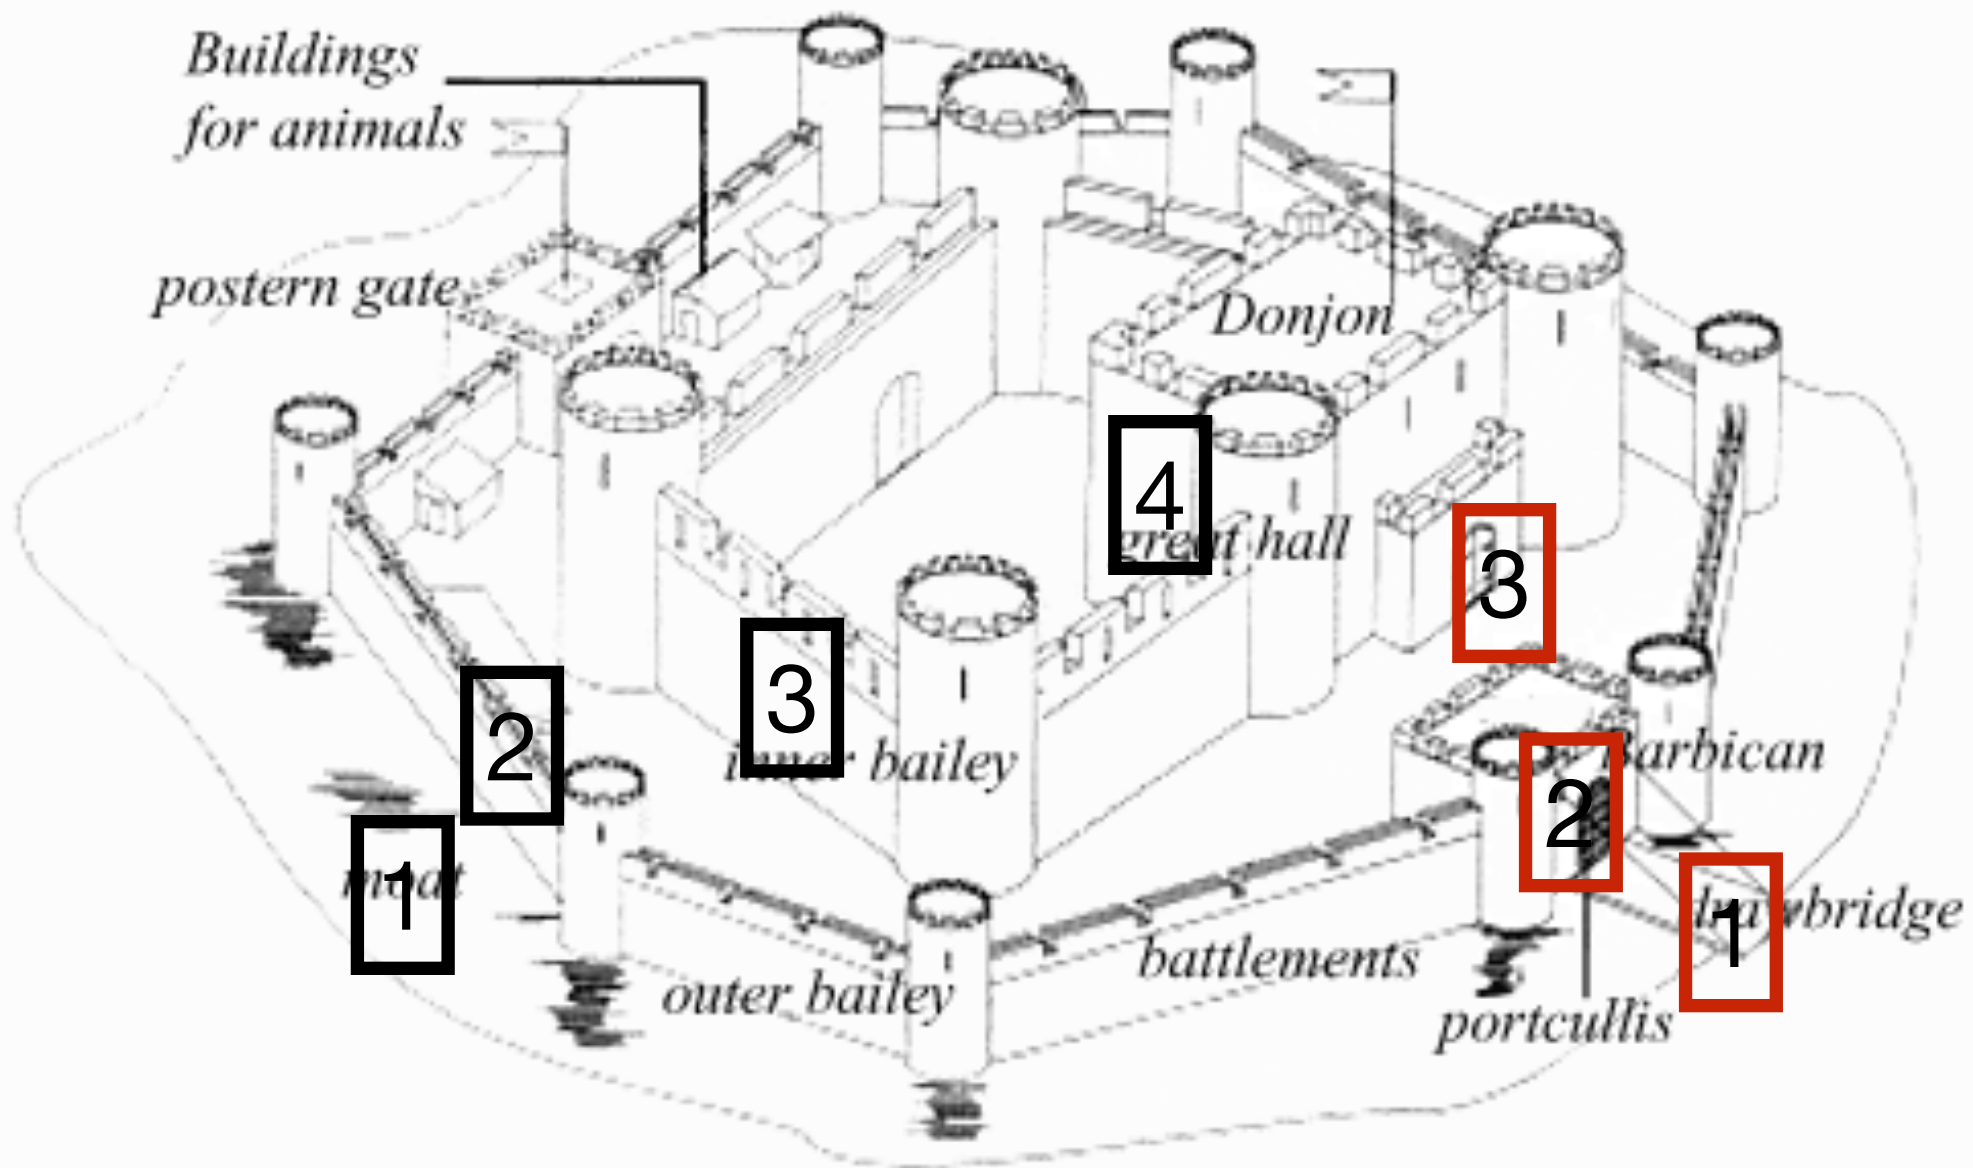 Buildings
for animals
postern gate
Donjon
4
great hall
3
3
2
inner bailey
2
Barbican
1
moat
1
drawbridge
battlements
outer bailey
portcullis